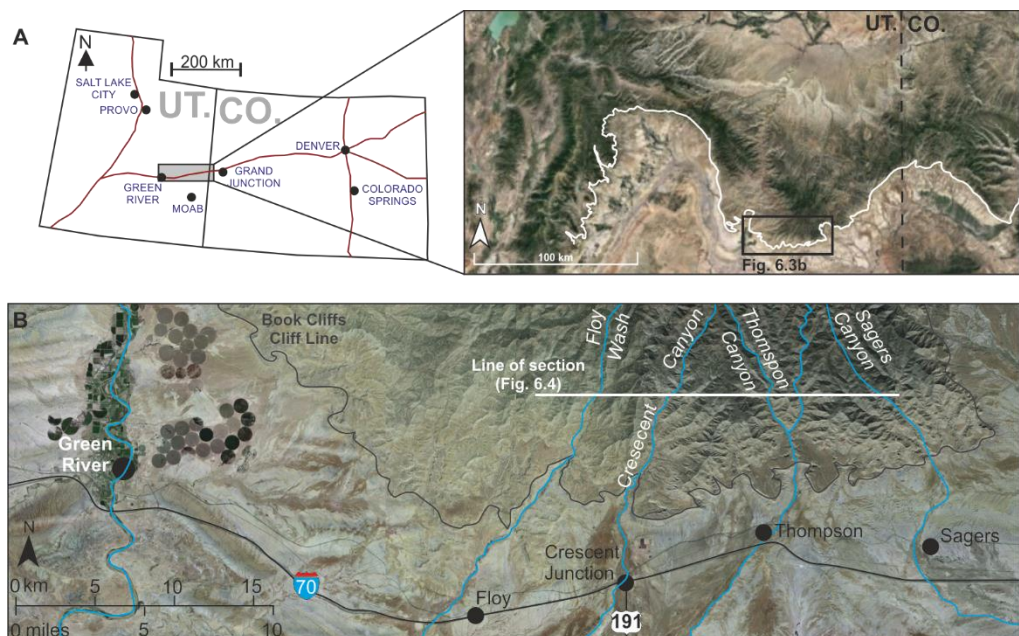 A
N
200 km
SALT LAKE
CITY
PROVO
UT.
CO.
DENVER
GRAND
JUNCTION
GREEN
RIVER
MOAB
COLORADO
SPRINGS
UT.
CO.
N
100 km
Fig. 6.3b
B
Book Cliffs
Cliff Line
Floy
Wash
Canyon
Cresecent
Thomspon
Canyon
Sagers
Canyon
Line of section
(Fig. 6.4)
Green
River
N
0 km 5 10 15
0 miles 5 10
70
Floy
Crescent
Junction
191
Thompson
Sagers